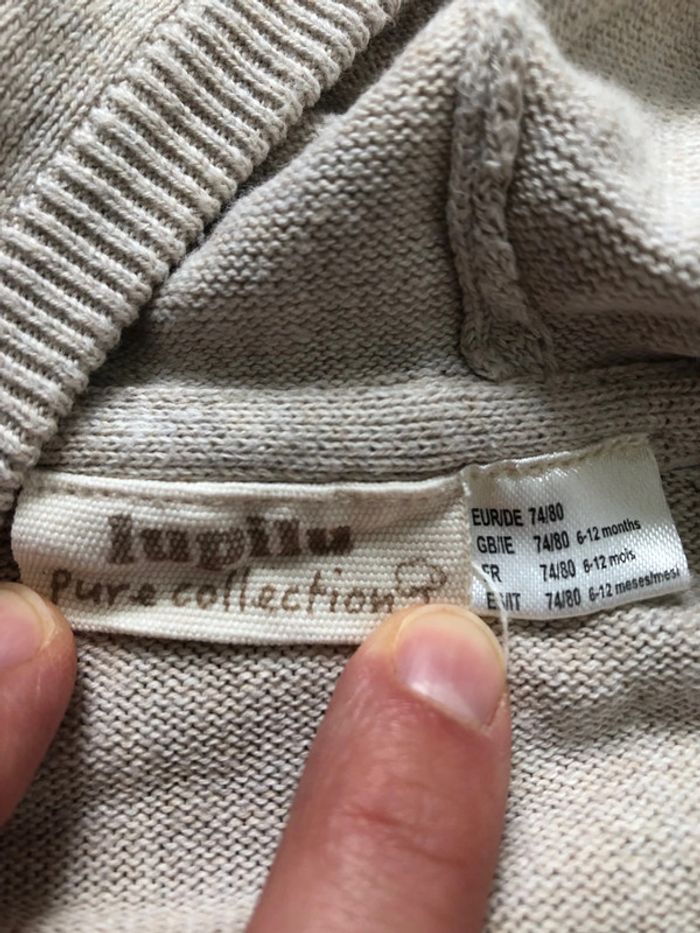 lupilu
pure collection
EUR/DE 74/80
GB/IE 74/80 6-12 months
FR 74/80 6-12 mois
ES/IT 74/80 6-12 meses/mesi